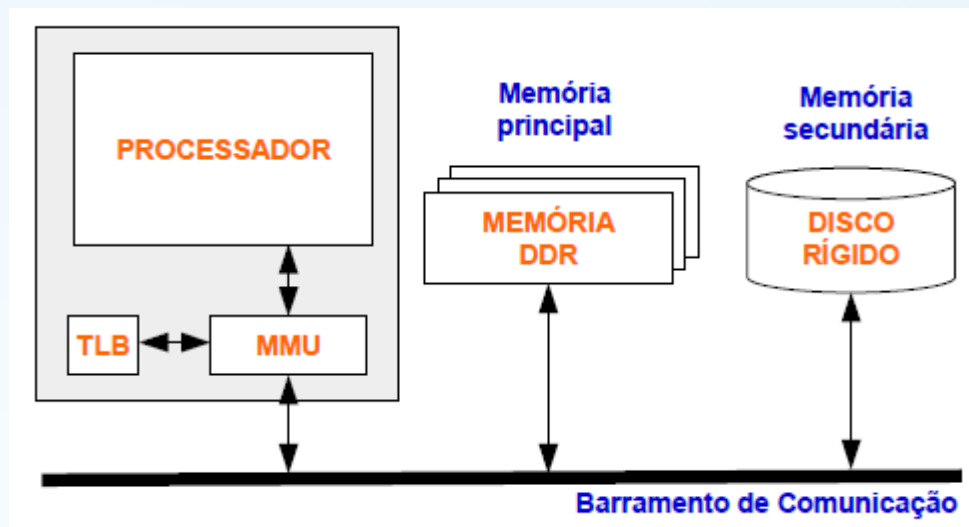 PROCESSADOR
TLB
MMU
Memória
principal
MEMÓRIA
DDR
Memória
secundária
DISCO
RÍGIDO
Barramento de Comunicação